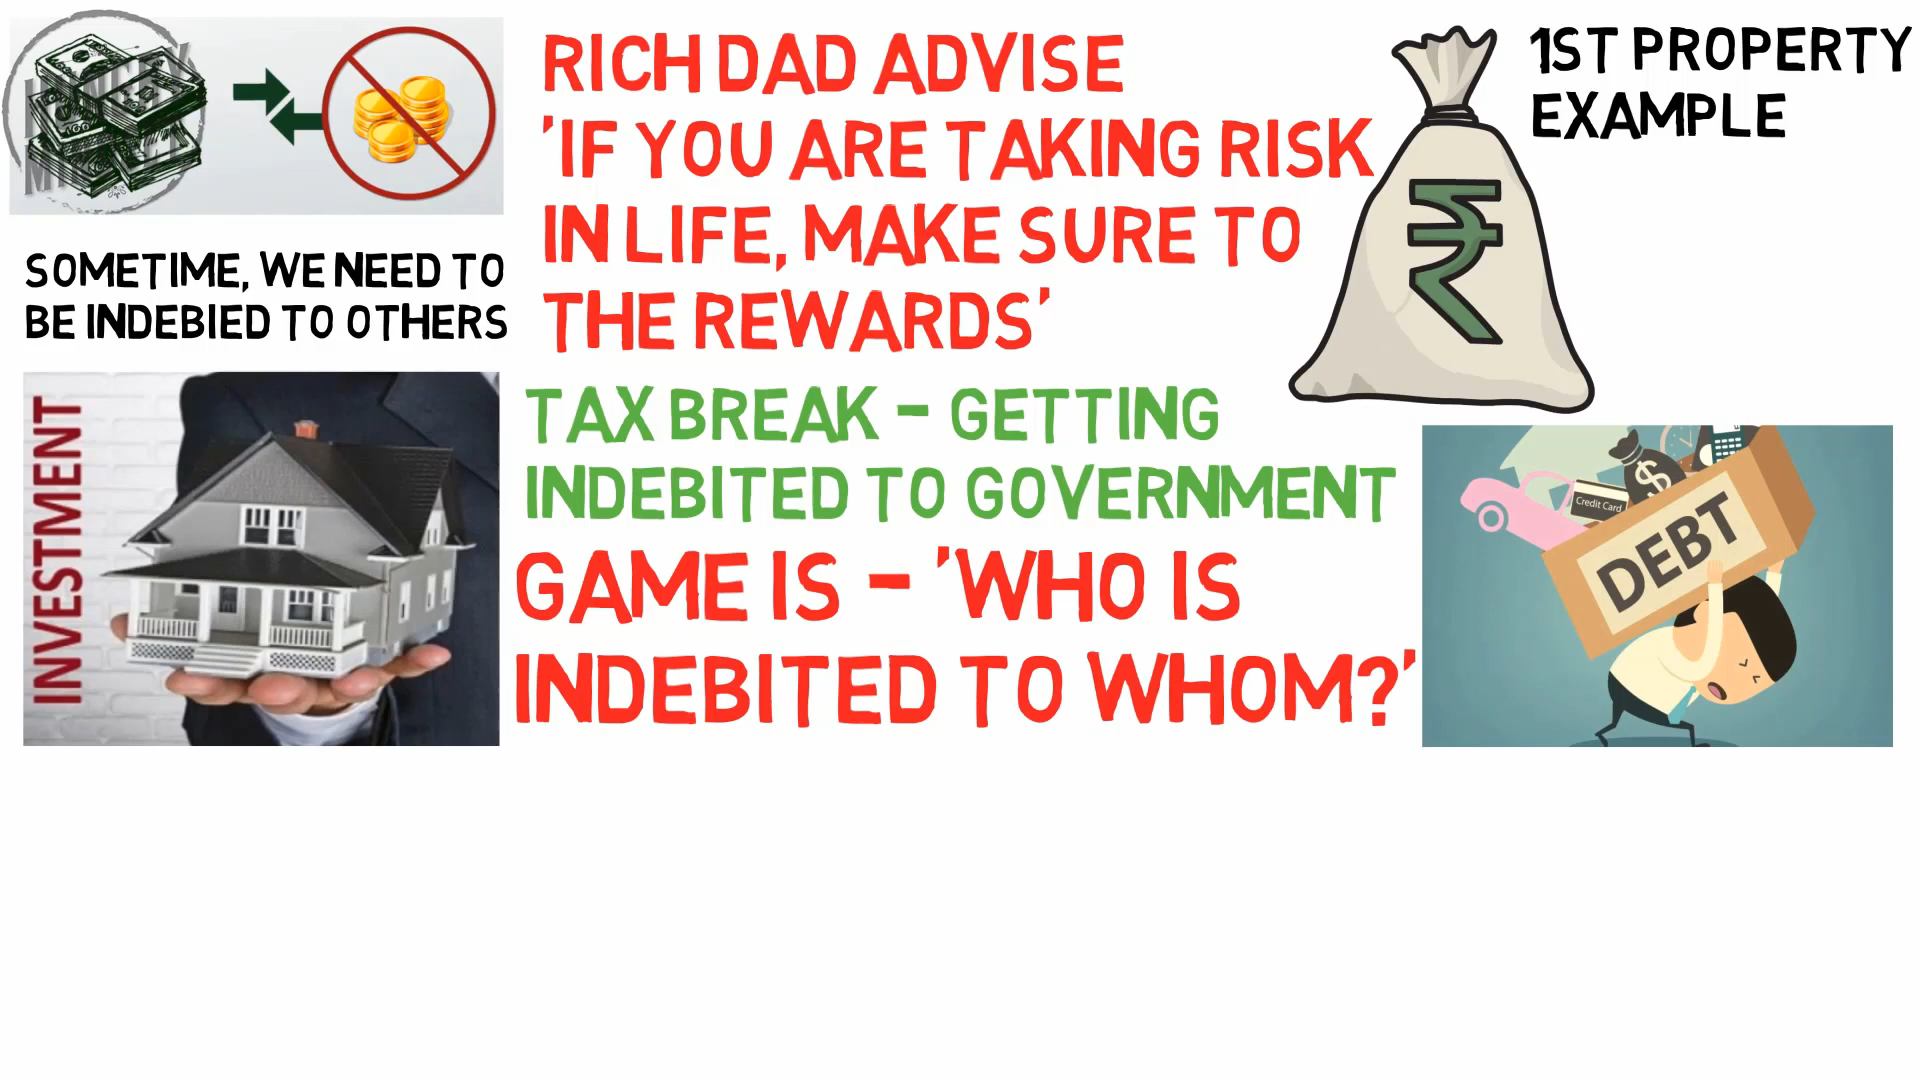 RICH DAD ADVISE
'IF YOU ARE TAKING RISK
IN LIFE, MAKE SURE TO
THE REWARDS'
1ST PROPERTY
EXAMPLE
₹
SOMETIME, WE NEED TO
BE INDEBIED TO OTHERS
INVESTMENT
TAX BREAK - GETTING
INDEBITED TO GOVERNMENT
GAME IS - 'WHO IS
INDEBITED TO WHOM?'
Credit Card
$
DEBT